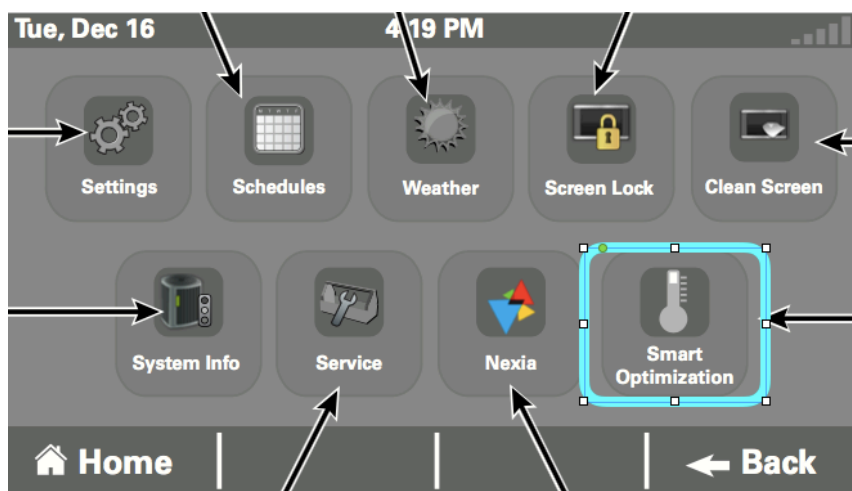 Tue, Dec 16
4:19 PM
Settings
Schedules
Weather
Screen Lock
Clean Screen
System Info
Service
Nexia
Smart
Optimization
Home
Back